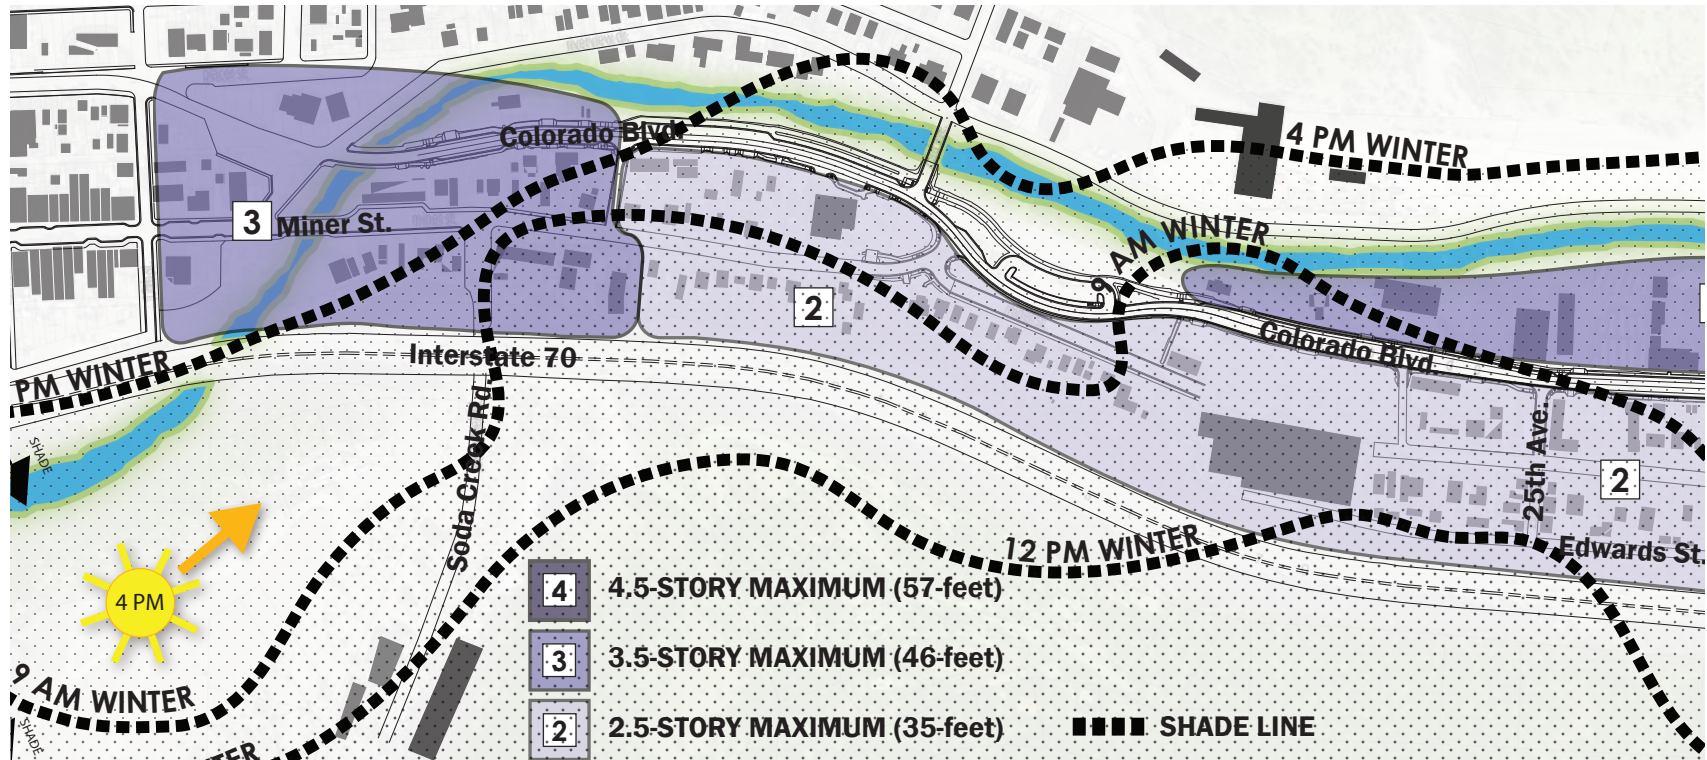 Colorado Blvd.
4 PM WINTER
3
Miner St.
9 AM WINTER
2
Colorado Blvd
Interstate 70
PM WINTER
Soda Creek Rd.
25th Ave.
2
SHADE
12 PM WINTER
Edwards St.
4 PM
4 4.5-STORY MAXIMUM (57-feet)
3 3.5-STORY MAXIMUM (46-feet)
9 AM WINTER
2 2.5-STORY MAXIMUM (35-feet)
SHADE LINE
SHADE
TER